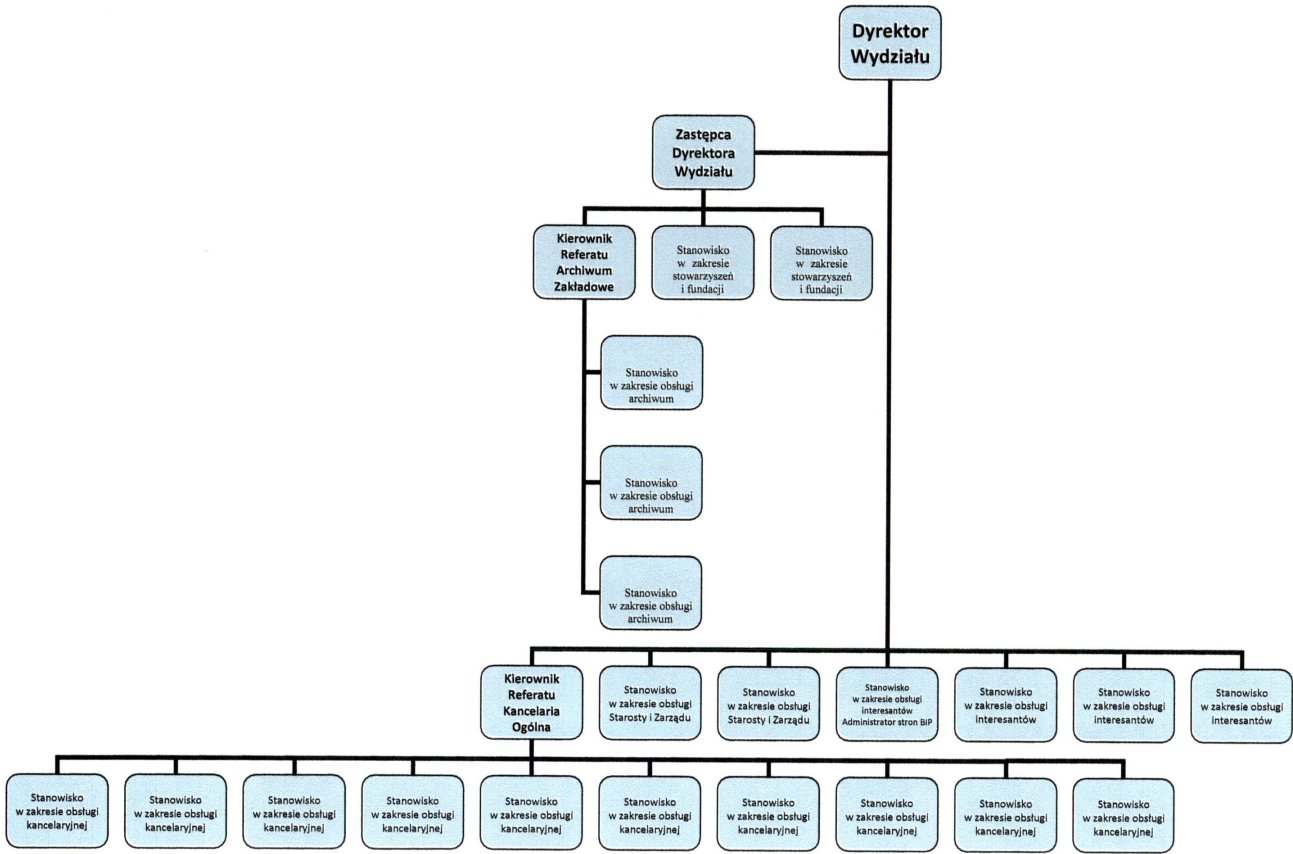 Dyrektor
Wydziału
Zastępca
Dyrektora
Wydziału
Kierownik
Referatu
Archiwum
Zakładowe
Stanowisko
w zakresie
stowarzyszeń
i fundacji
Stanowisko
w zakresie
stowarzyszeń
i fundacji
Stanowisko
w zakresie obsługi
archiwum
Stanowisko
w zakresie obsługi
archiwum
Stanowisko
w zakresie obsługi
archiwum
Kierownik
Referatu
Kancelaria
Ogólna
Stanowisko
w zakresie obsługi
Starosty i Zarządu
Stanowisko
w zakresie obsługi
Starosty i Zarządu
Stanowisko
w zakresie obsługi
interesantów
Administrator stron BIP
Stanowisko
w zakresie obsługi
interesantów
Stanowisko
w zakresie obsługi
interesantów
Stanowisko
w zakresie obsługi
interesantów
Stanowisko
w zakresie obsługi
kancelaryjnej
Stanowisko
w zakresie obsługi
kancelaryjnej
Stanowisko
w zakresie obsługi
kancelaryjnej
Stanowisko
w zakresie obsługi
kancelaryjnej
Stanowisko
w zakresie obsługi
kancelaryjnej
Stanowisko
w zakresie obsługi
kancelaryjnej
Stanowisko
w zakresie obsługi
kancelaryjnej
Stanowisko
w zakresie obsługi
kancelaryjnej
Stanowisko
w zakresie obsługi
kancelaryjnej
Stanowisko
w zakresie obsługi
kancelaryjnej